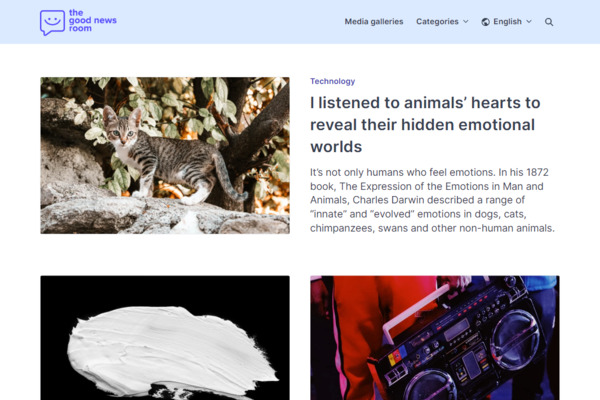 the
good news
room
Media galleries
Categories
English
Technology
I listened to animals’ hearts to
reveal their hidden emotional
worlds
It’s not only humans who feel emotions. In his 1872
book, The Expression of the Emotions in Man and
Animals, Charles Darwin described a range of
“innate” and “evolved” emotions in dogs, cats,
chimpanzees, swans and other non-human animals.